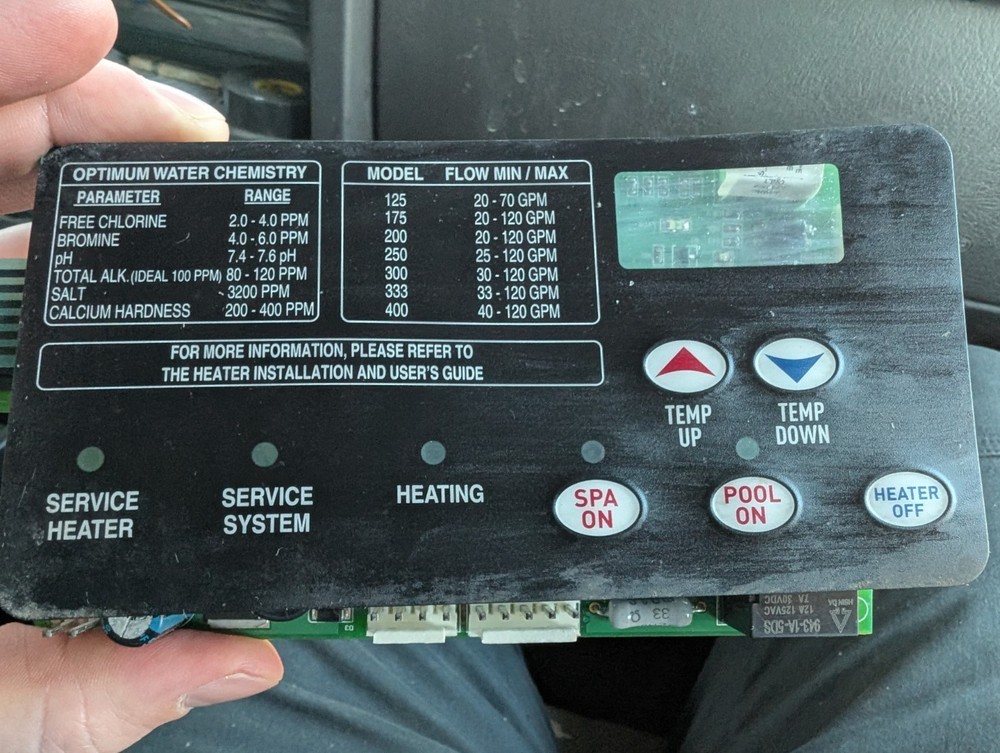 OPTIMUM WATER CHEMISTRY
PARAMETER RANGE
FREE CHLORINE 2.0 - 4.0 PPM
BROMINE 4.0 - 6.0 PPM
pH 7.4 - 7.6 pH
TOTAL ALK.(IDEAL 100 PPM) 80 - 120 PPM
SALT 3200 PPM
CALCIUM HARDNESS 200 - 400 PPM
MODEL FLOW MIN / MAX
125 20 - 70 GPM
175 20 - 120 GPM
200 20 - 120 GPM
250 25 - 120 GPM
300 30 - 120 GPM
333 33 - 120 GPM
400 40 - 120 GPM
FOR MORE INFORMATION, PLEASE REFER TO
THE HEATER INSTALLATION AND USER'S GUIDE
TEMP
UP
TEMP
DOWN
SERVICE
HEATER
SERVICE
SYSTEM
HEATING
SPA
ON
POOL
ON
HEATER
OFF
943-1A-5DS
12A 125VAC
7A 30VDC
33